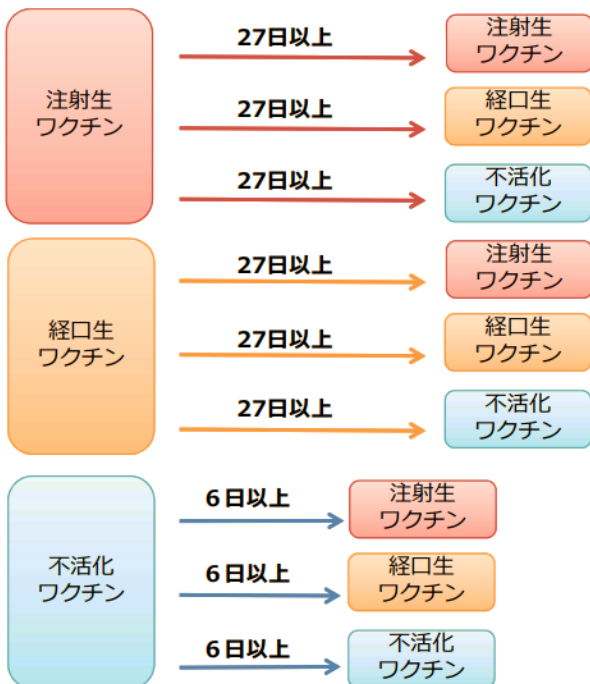 注射生
ワクチン
27日以上
注射生
ワクチン
27日以上
経口生
ワクチン
27日以上
不活化
ワクチン
経口生
ワクチン
27日以上
注射生
ワクチン
27日以上
経口生
ワクチン
27日以上
不活化
ワクチン
不活化
ワクチン
6日以上
注射生
ワクチン
6日以上
経口生
ワクチン
6日以上
不活化
ワクチン